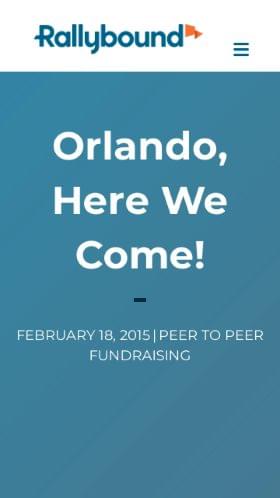 Rallybound
Orlando,
Here We
Come!
FEBRUARY 18, 2015 | PEER TO PEER
FUNDRAISING